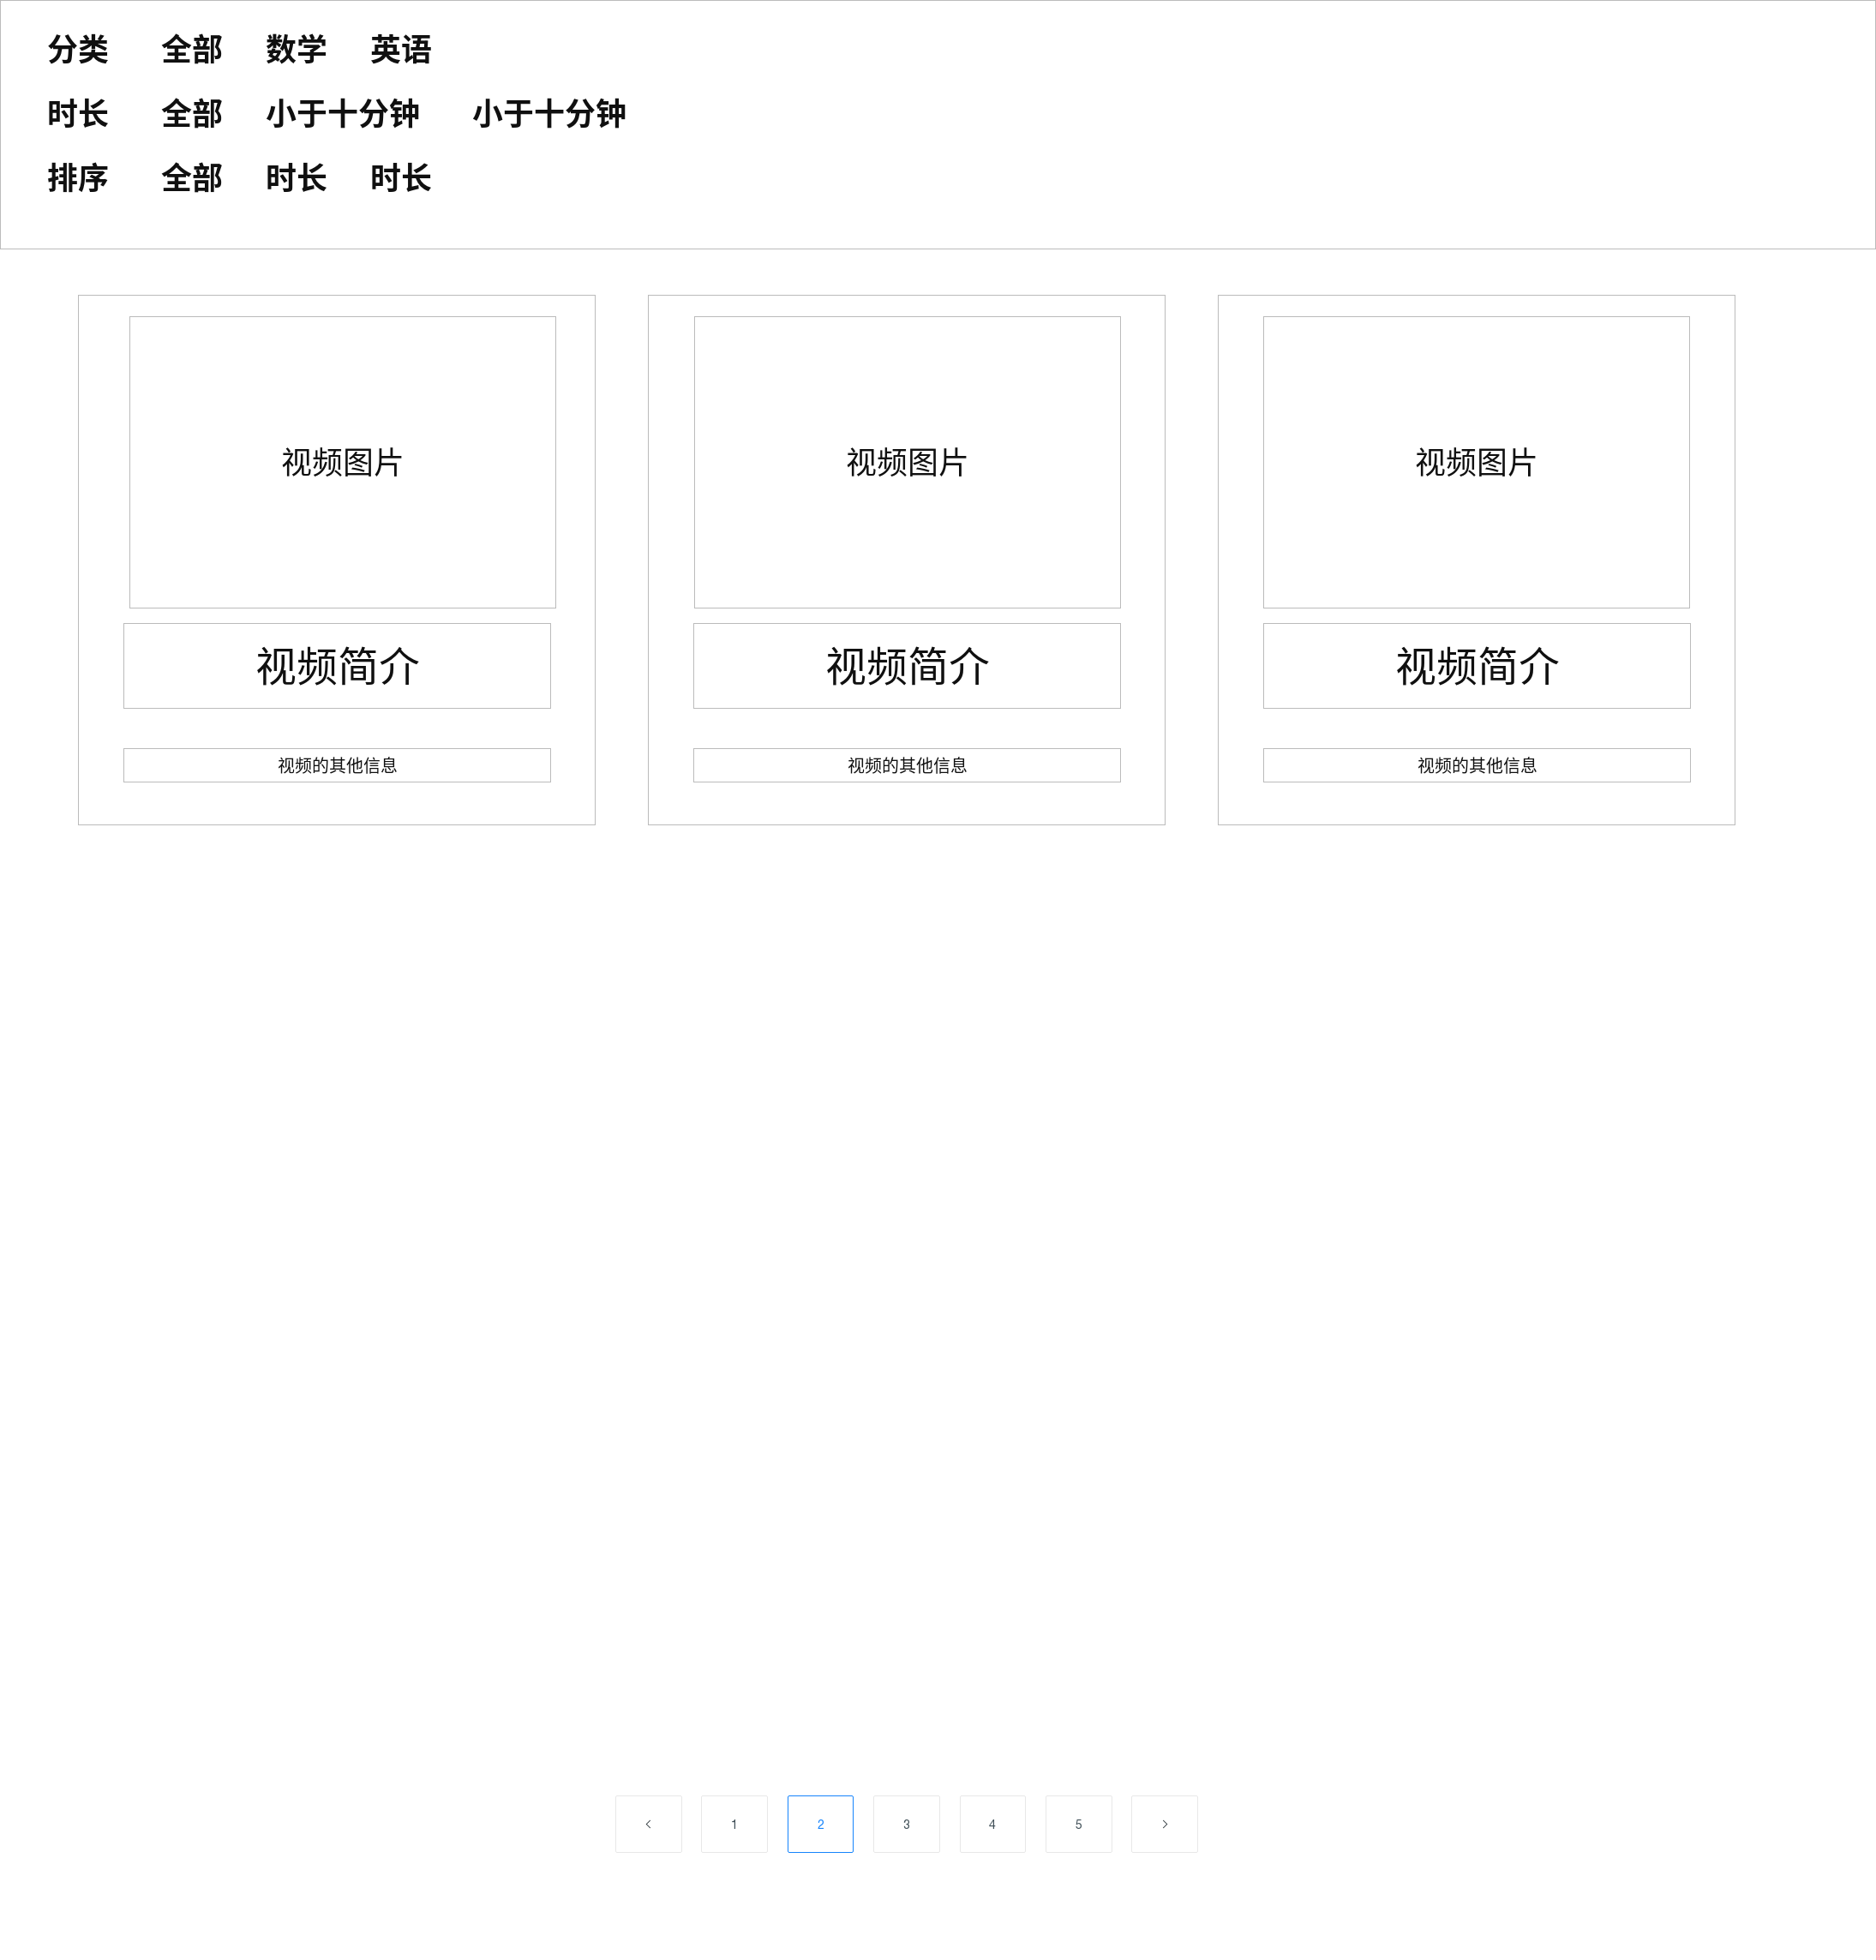 分类 全部 数学 英语
时长 全部 小于十分钟 小于十分钟
排序 全部 时长 时长
视频图片 视频图片 视频图片
视频简介 视频简介 视频简介
视频的其他信息 视频的其他信息 视频的其他信息
1 2 3 4 5